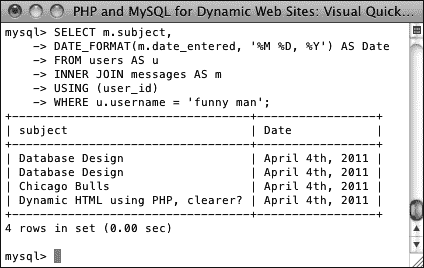 PHP and MySQL for Dynamic Web Sites: Visual Quick...
mysql> SELECT m.subject,
    -> DATE_FORMAT(m.date_entered, '%M %D, %Y') AS Date
    -> FROM users AS u
    -> INNER JOIN messages AS m
    -> USING (user_id)
    -> WHERE u.username = 'funny man';
+-------------------------------+-----------------+
| subject                       | Date            |
+-------------------------------+-----------------+
| Database Design               | April 4th, 2011 |
| Database Design               | April 4th, 2011 |
| Chicago Bulls                 | April 4th, 2011 |
| Dynamic HTML using PHP, clearer? | April 4th, 2011 |
+-------------------------------+-----------------+
4 rows in set (0.00 sec)
mysql>